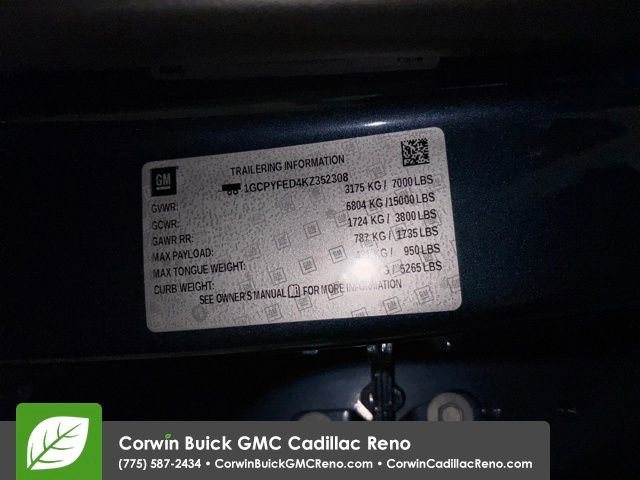 GM
TRAILERING INFORMATION
1GCPYFED4KZ352308
GVWR: 3175 KG / 7000 LBS
GCWR: 6804 KG /15000 LBS
GAWR RR: 1724 KG / 3800 LBS
MAX PAYLOAD: 787 KG / 1735 LBS
MAX TONGUE WEIGHT: KG / 950 LBS
CURB WEIGHT: KG / 5265 LBS
SEE OWNER'S MANUAL FOR MORE INFORMATION
Corwin Buick GMC Cadillac Reno
(775) 587-2434 • CorwinBuickGMCReno.com • CorwinCadillacReno.com